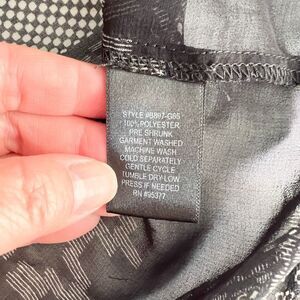 STYLE #B897-G65
100% POLYESTER
PRE SHRUNK
GARMENT WASHED
MACHINE WASH
COLD SEPARATELY
GENTLE CYCLE
TUMBLE DRY-LOW
PRESS IF NEEDED
RN #95377